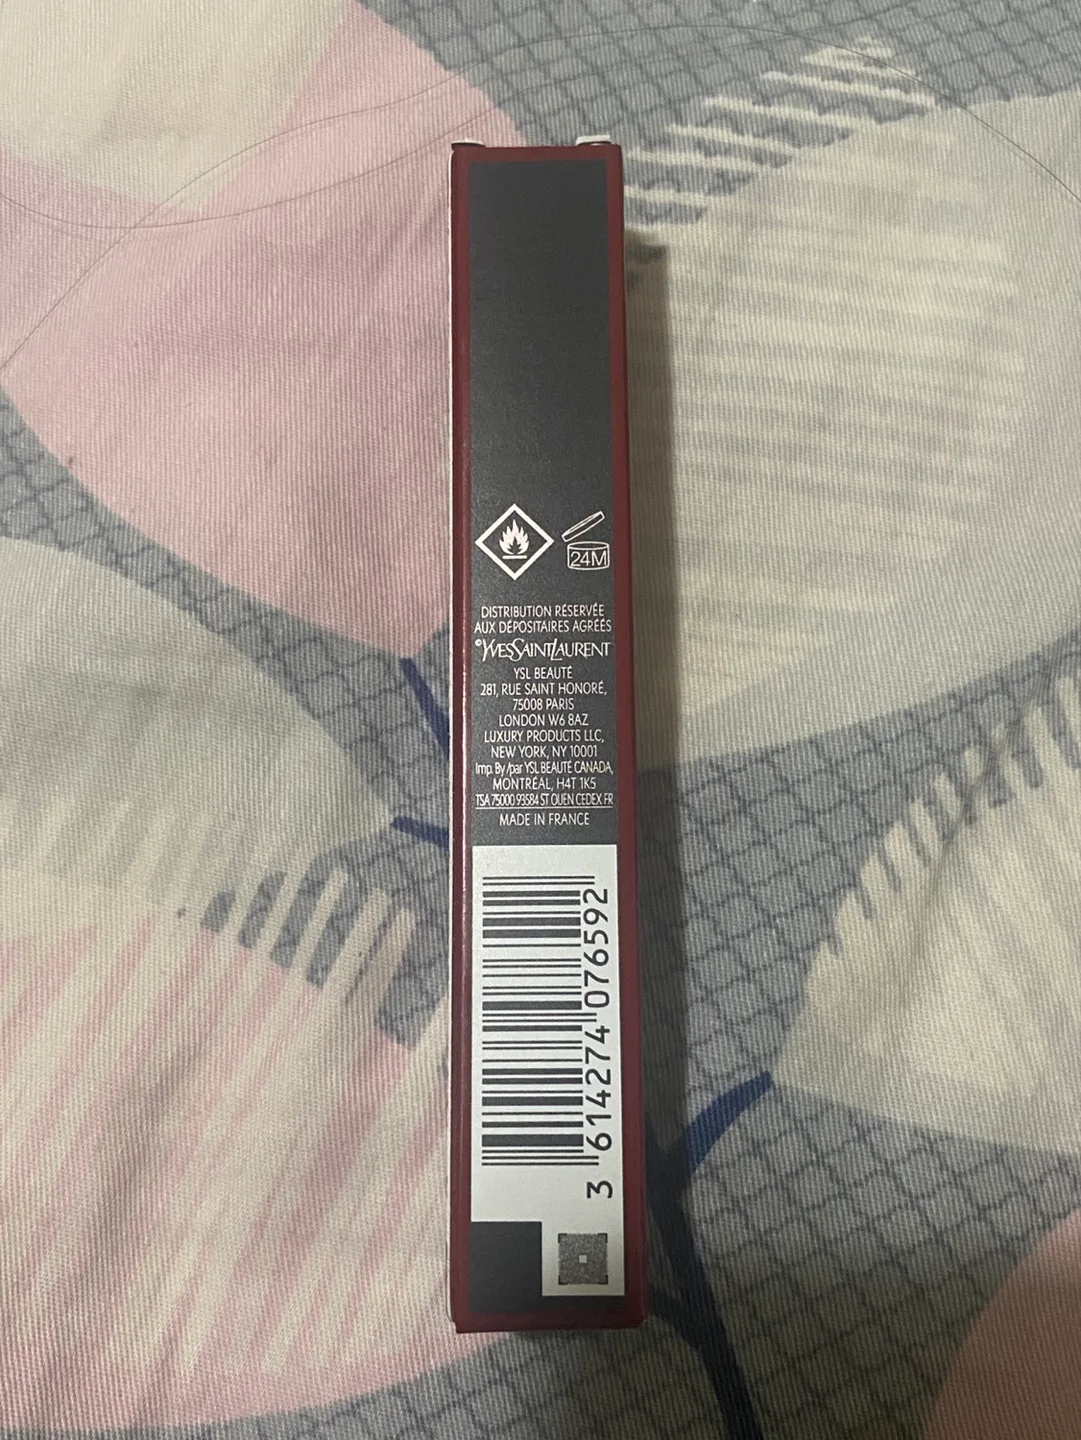 24M
DISTRIBUTION RÉSERVÉE
AUX DÉPOSITAIRES AGRÉÉS
©YVESSAINTLAURENT
YSL BEAUTÉ
281, RUE SAINT HONORÉ,
75008 PARIS
LONDON W6 8AZ
LUXURY PRODUCTS LLC,
NEW YORK, NY 10001
Imp. By/par YSL BEAUTÉ CANADA,
MONTRÉAL, H4T 1K5
TSA 75000 93584 ST OUEN CEDEX FR
MADE IN FRANCE
3 614274 076592